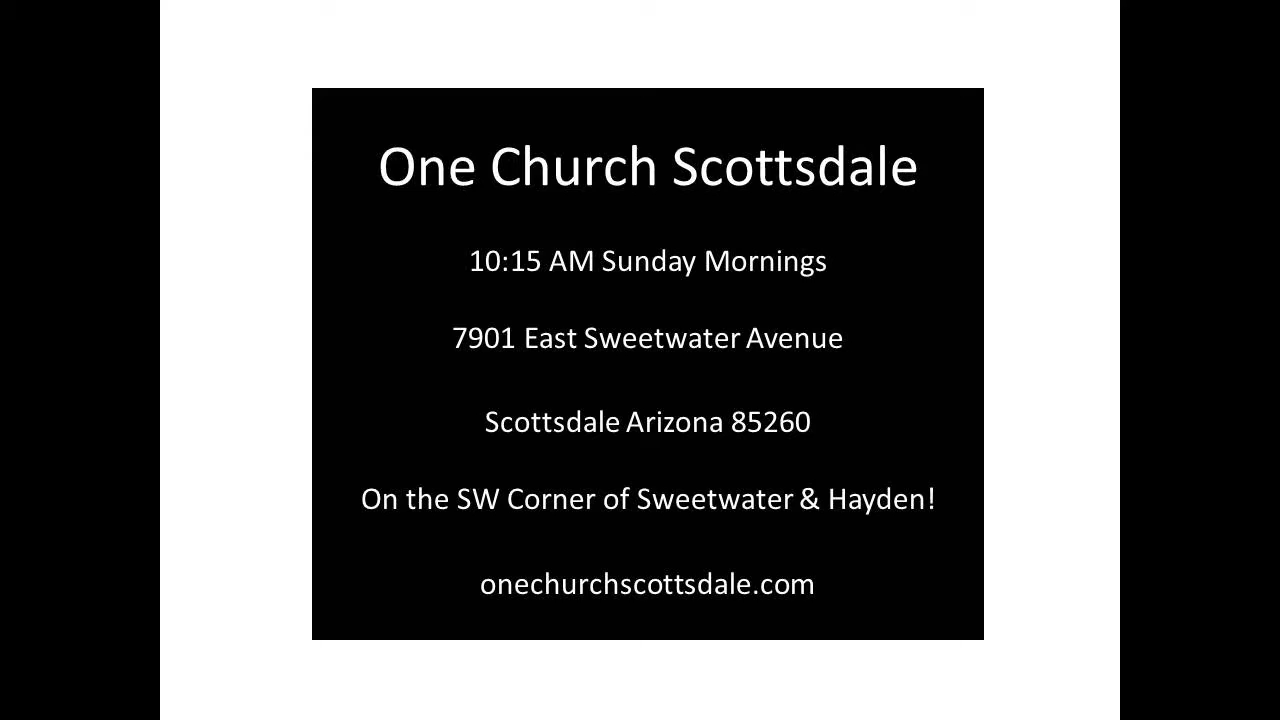 One Church Scottsdale
10:15 AM Sunday Mornings
7901 East Sweetwater Avenue
Scottsdale Arizona 85260
On the SW Corner of Sweetwater & Hayden!
onechurchscottsdale.com